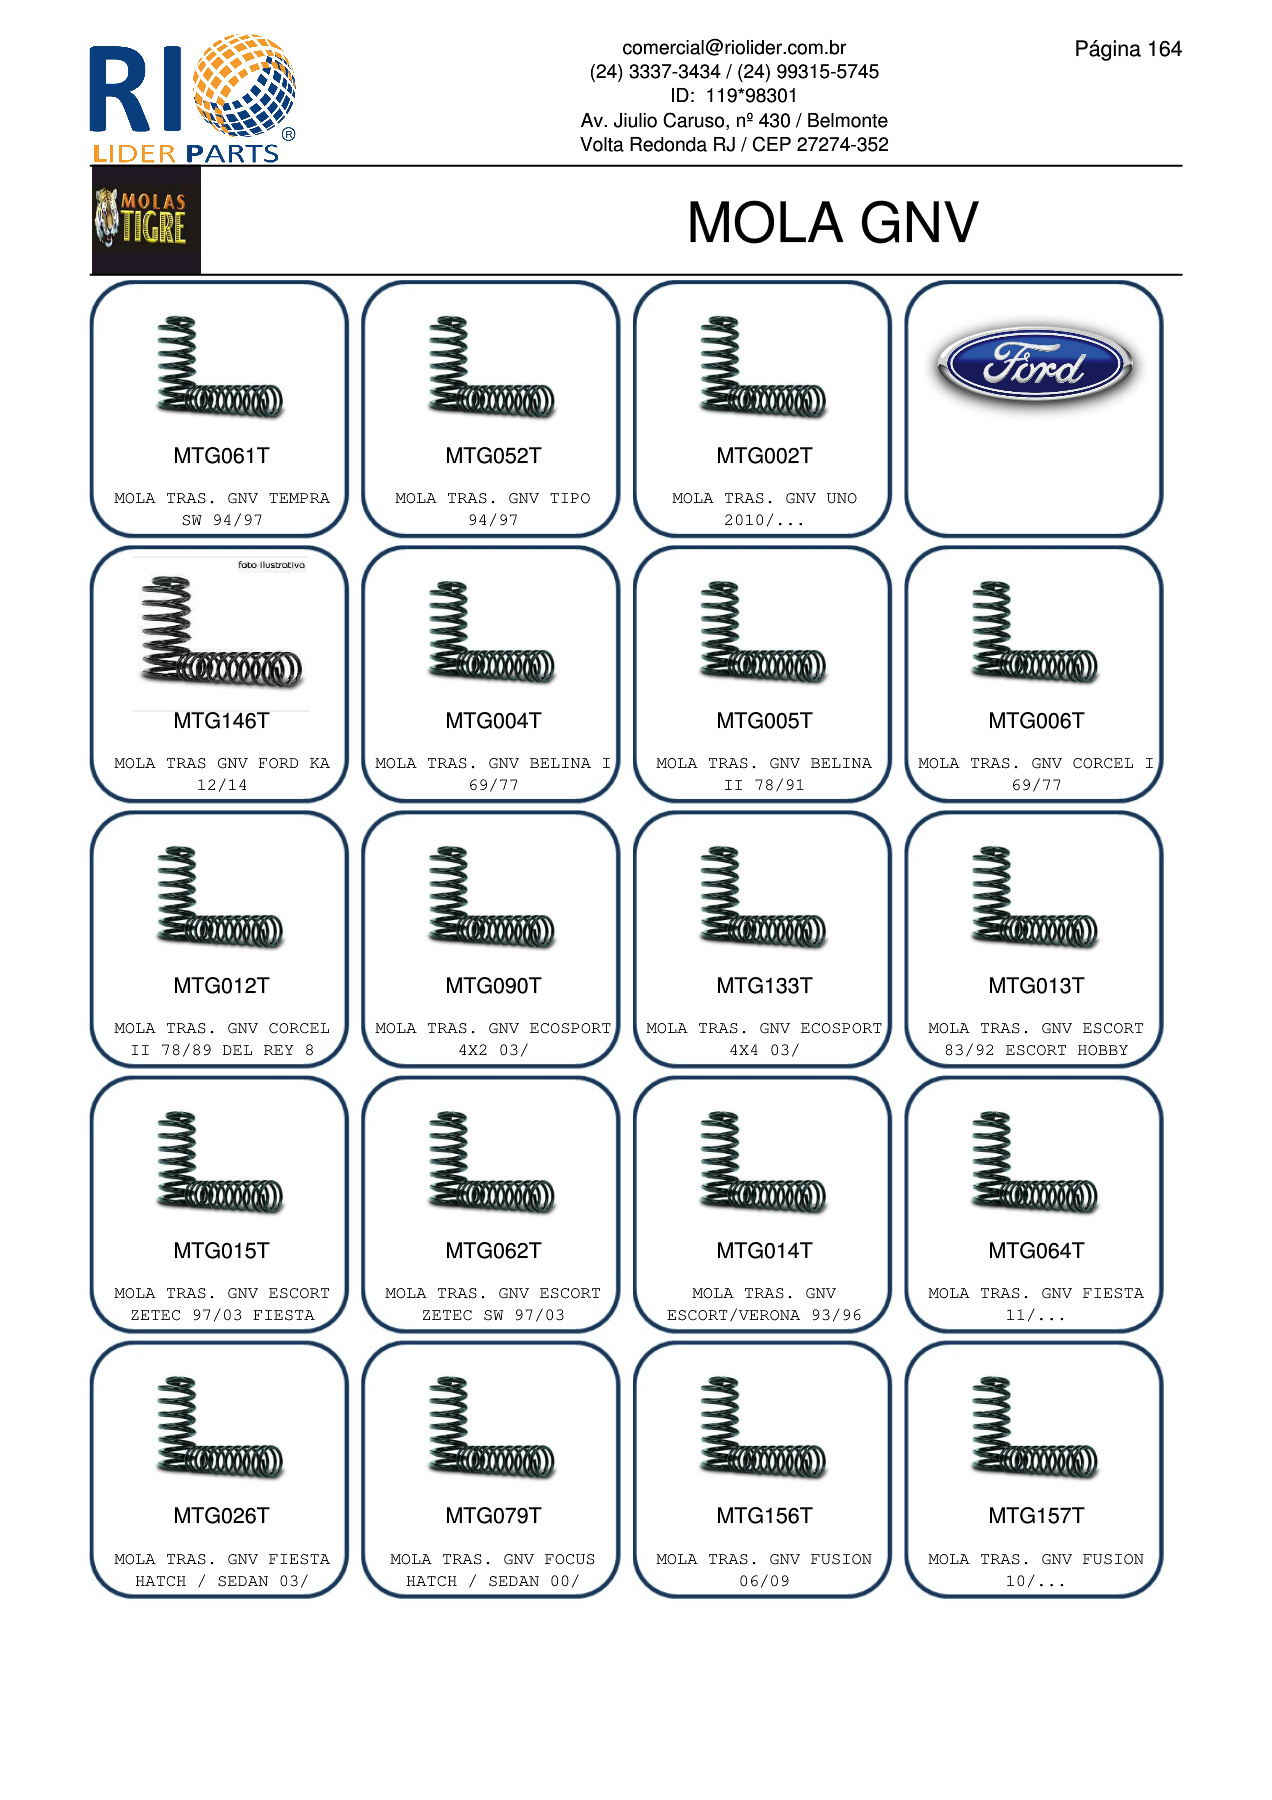 RIO
®
LIDER PARTS
comercial@riolider.com.br
(24) 3337-3434 / (24) 99315-5745
ID: 119*98301
Av. Jiulio Caruso, nº 430 / Belmonte
Volta Redonda RJ / CEP 27274-352
Página 164
MOLAS
TIGRE
MOLA GNV
MTG061T
MOLA TRAS. GNV TEMPRA
SW 94/97
MTG052T
MOLA TRAS. GNV TIPO
94/97
MTG002T
MOLA TRAS. GNV UNO
2010/...
Ford
foto ilustrativa
MTG146T
MOLA TRAS GNV FORD KA
12/14
MTG004T
MOLA TRAS. GNV BELINA I
69/77
MTG005T
MOLA TRAS. GNV BELINA
II 78/91
MTG006T
MOLA TRAS. GNV CORCEL I
69/77
MTG012T
MOLA TRAS. GNV CORCEL
II 78/89 DEL REY 8
MTG090T
MOLA TRAS. GNV ECOSPORT
4X2 03/
MTG133T
MOLA TRAS. GNV ECOSPORT
4X4 03/
MTG013T
MOLA TRAS. GNV ESCORT
83/92 ESCORT HOBBY
MTG015T
MOLA TRAS. GNV ESCORT
ZETEC 97/03 FIESTA
MTG062T
MOLA TRAS. GNV ESCORT
ZETEC SW 97/03
MTG014T
MOLA TRAS. GNV
ESCORT/VERONA 93/96
MTG064T
MOLA TRAS. GNV FIESTA
11/...
MTG026T
MOLA TRAS. GNV FIESTA
HATCH / SEDAN 03/
MTG079T
MOLA TRAS. GNV FOCUS
HATCH / SEDAN 00/
MTG156T
MOLA TRAS. GNV FUSION
06/09
MTG157T
MOLA TRAS. GNV FUSION
10/...